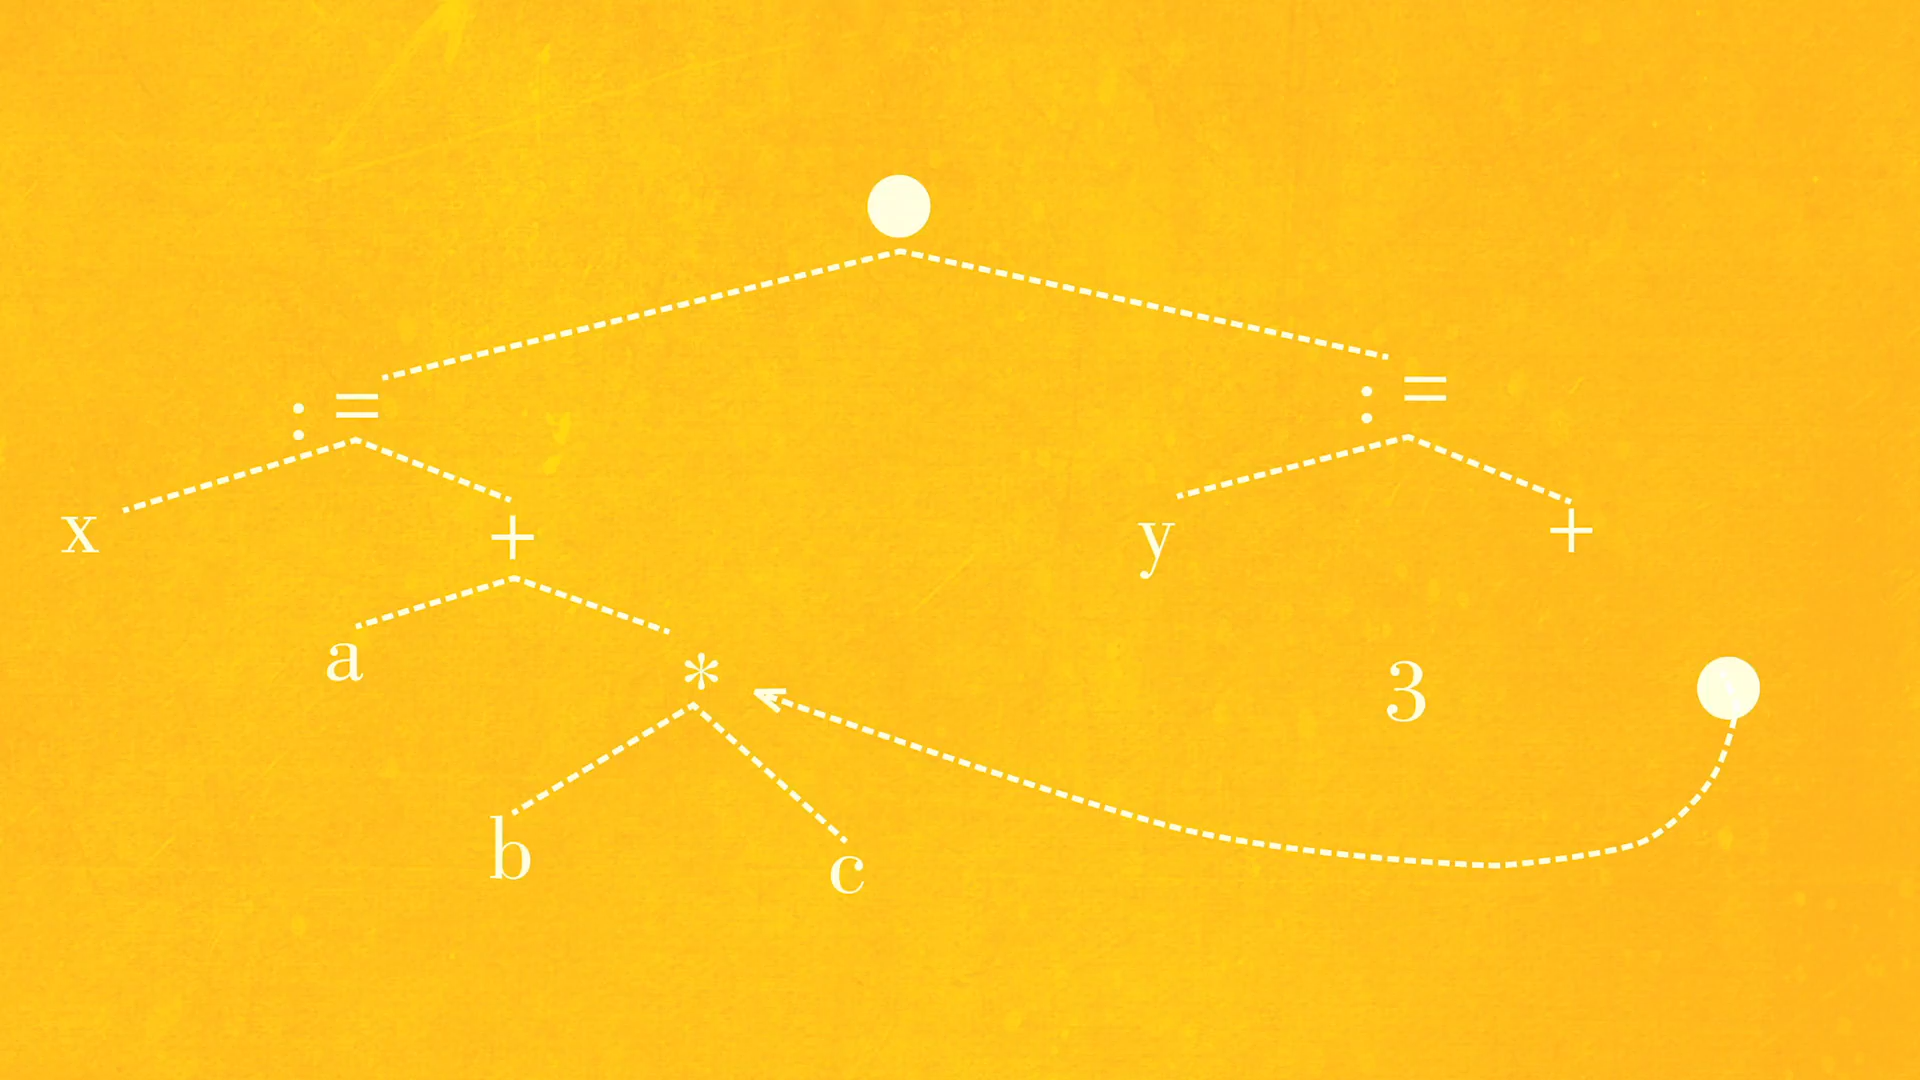 := :=
x + y +
a * 3
b c